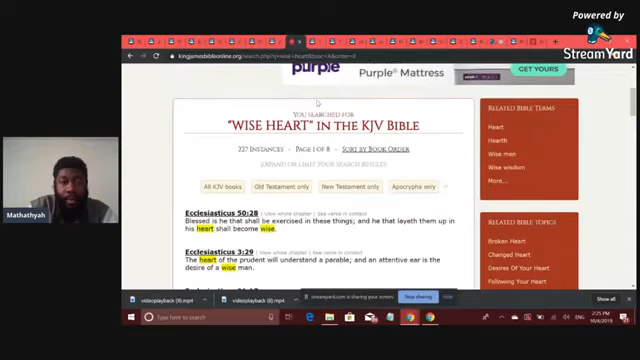 Powered by
StreamYard
kingjamesbibleonline.org/search.php?q=wise+heart&bsec=A&order=0
purple
Purple® Mattress
GET YOURS
YOU SEARCHED FOR
"WISE HEART" IN THE KJV BIBLE
227 INSTANCES - PAGE 1 OF 8 - SORT BY BOOK ORDER
EXPAND OR LIMIT YOUR SEARCH RESULTS:
All KJV books
Old Testament only
New Testament only
Apocrypha only
Ecclesiasticus 50:28 | View whole chapter | See verse in context
Blessed is he that shall be exercised in these things; and he that layeth them up in
his heart shall become wise.
Ecclesiasticus 3:29 | View whole chapter | See verse in context
The heart of the prudent will understand a parable; and an attentive ear is the
desire of a wise man.
RELATED BIBLE TERMS
Heart
Hearth
Wise men
Wise wisdom
More...
RELATED BIBLE TOPICS
Broken Heart
Changed Heart
Desires Of Your Heart
Following Your Heart
Mathathyah
videoplayback (9).mp4
videoplayback (8).mp4
streamyard.com is sharing your screen.
Stop sharing
Hide
Show all
Type here to search
2:25 PM
10/4/2019